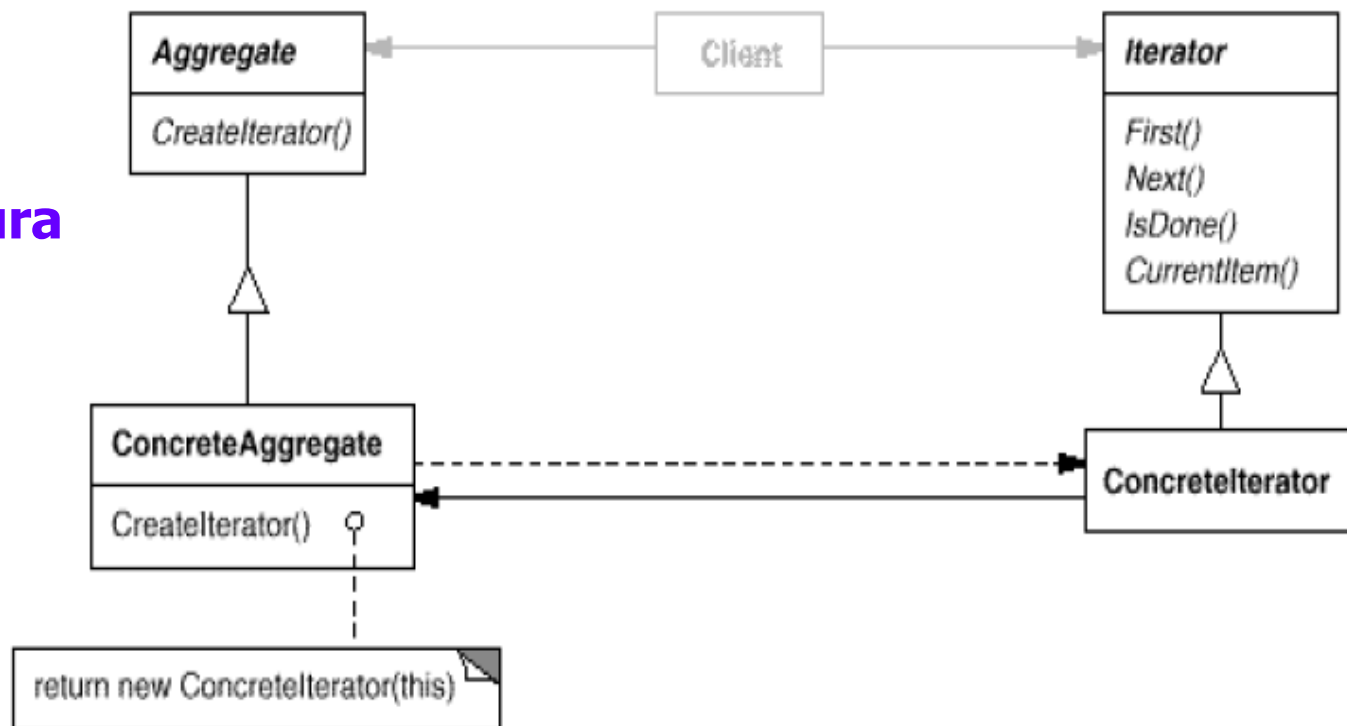 Aggregate
CreateIterator()
Client
Iterator
First()
Next()
IsDone()
CurrentItem()
ura
ConcreteAggregate
CreateIterator()
ConcreteIterator
return new ConcreteIterator(this)